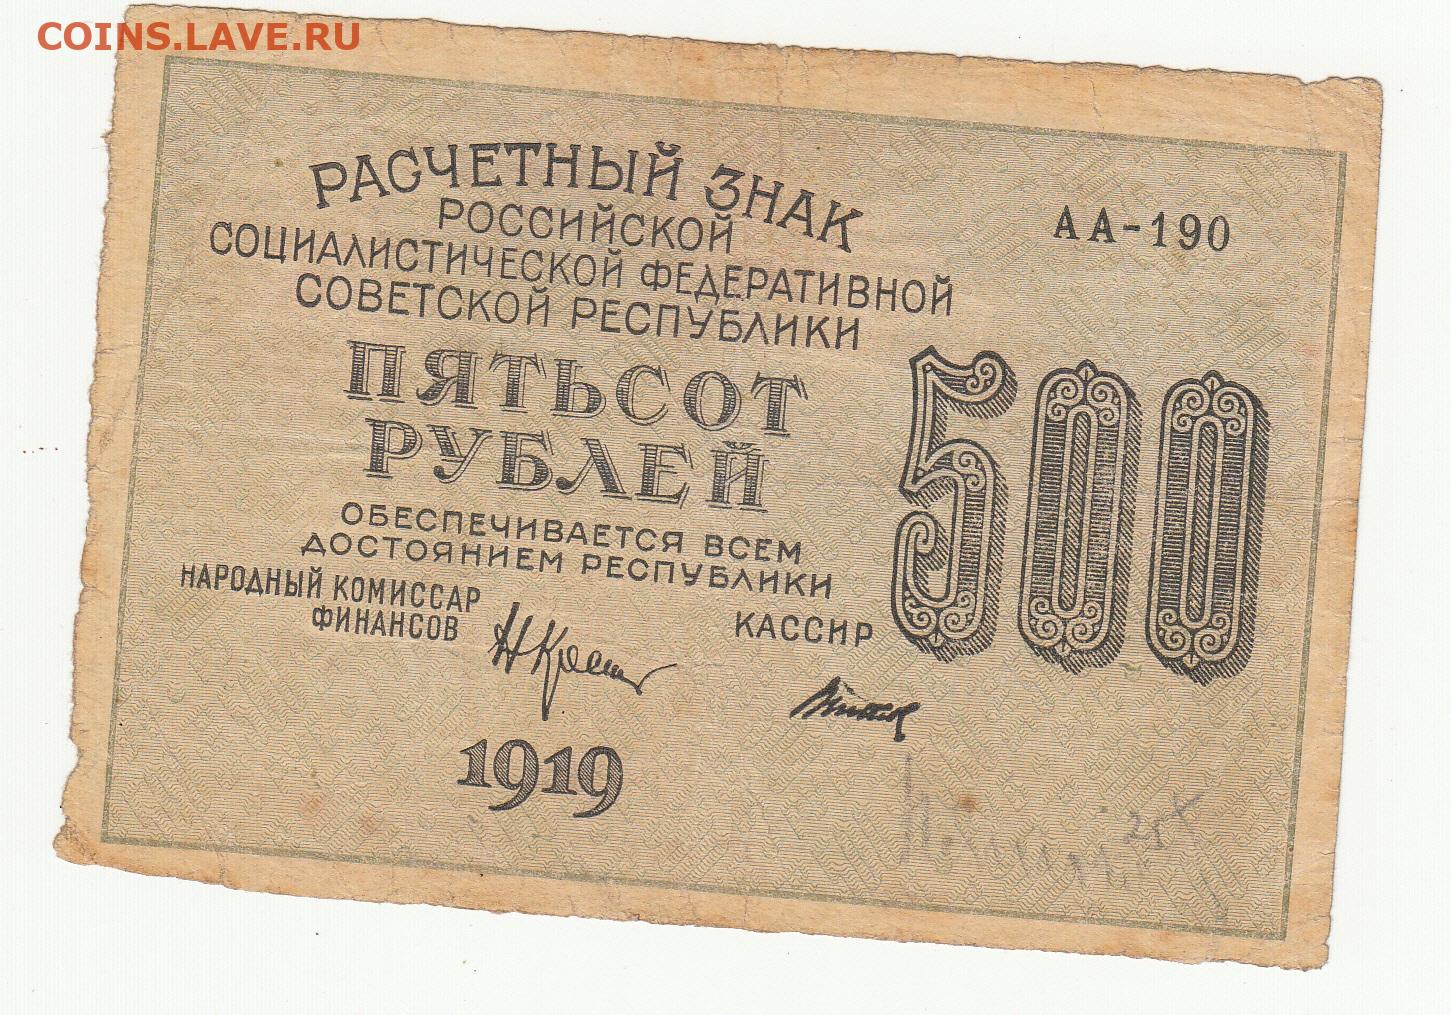 COINS.LAVE.RU
РАСЧЕТНЫЙ ЗНАК
РОССИЙСКОЙ
СОЦИАЛИСТИЧЕСКОЙ ФЕДЕРАТИВНОЙ
СОВЕТСКОЙ РЕСПУБЛИКИ
АА-190
ПЯТЬСОТ
РУБЛЕЙ
500
ОБЕСПЕЧИВАЕТСЯ ВСЕМ
ДОСТОЯНИЕМ РЕСПУБЛИКИ
НАРОДНЫЙ КОМИССАР
ФИНАНСОВ
КАССИР
1919